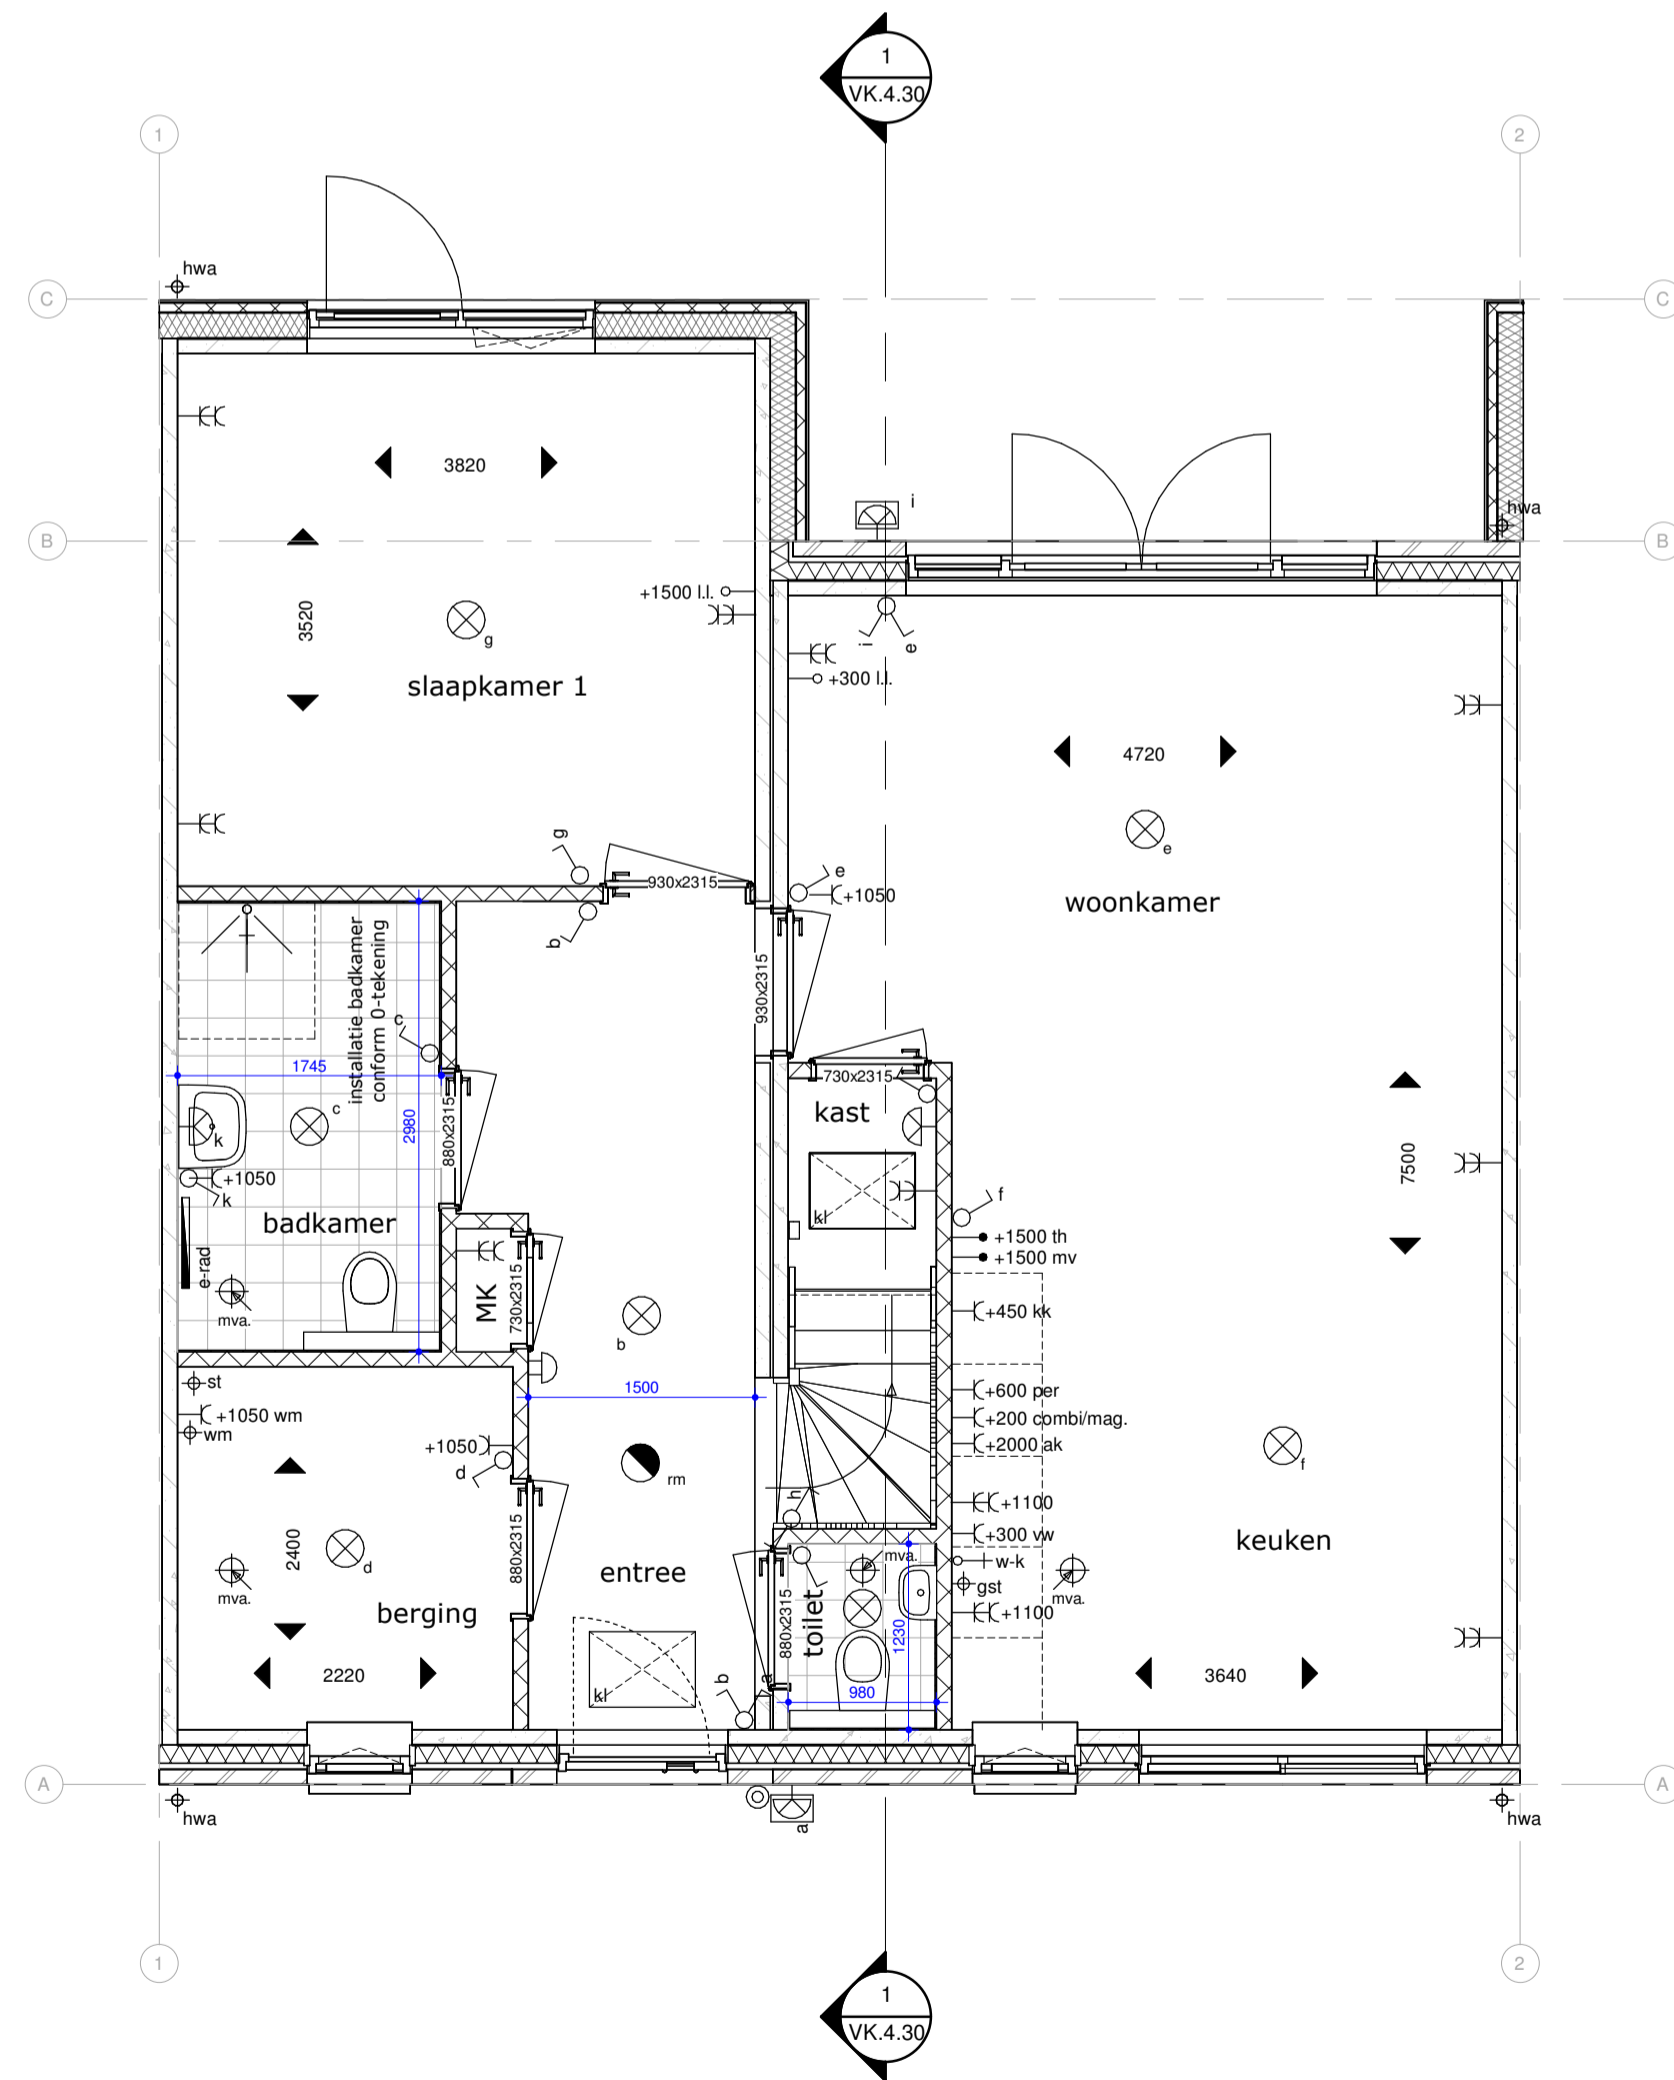 1
VK.4.30
1
2
hwa
C
C
3820
i
hwa
B
B
3520
+1500 l.l.
g
i
e
+300 l.l.
slaapkamer 1
4720
e
g
930x2315
e
+1050
woonkamer
b
installatie badkamer
conform 0-tekening
c
930x2315
1745
730x2315
kast
c
2980
880x2315
k
+1050
k
7500
badkamer
kl
f
+1500 th
+1500 mv
e-rad
mva.
MK
730x2315
+450 kk
b
st
1500
+600 per
+1050 wm
wm
+200 combi/mag.
+1050
d
+2000 ak
f
rm
h
+1100
2400
d
880x2315
+300 vw
keuken
mva.
entree
mva.
w-k
gst
mva.
berging
880x2315
toilet
1230
+1100
2220
kl
b
a
980
3640
A
A
hwa
a
hwa
1
2
1
VK.4.30